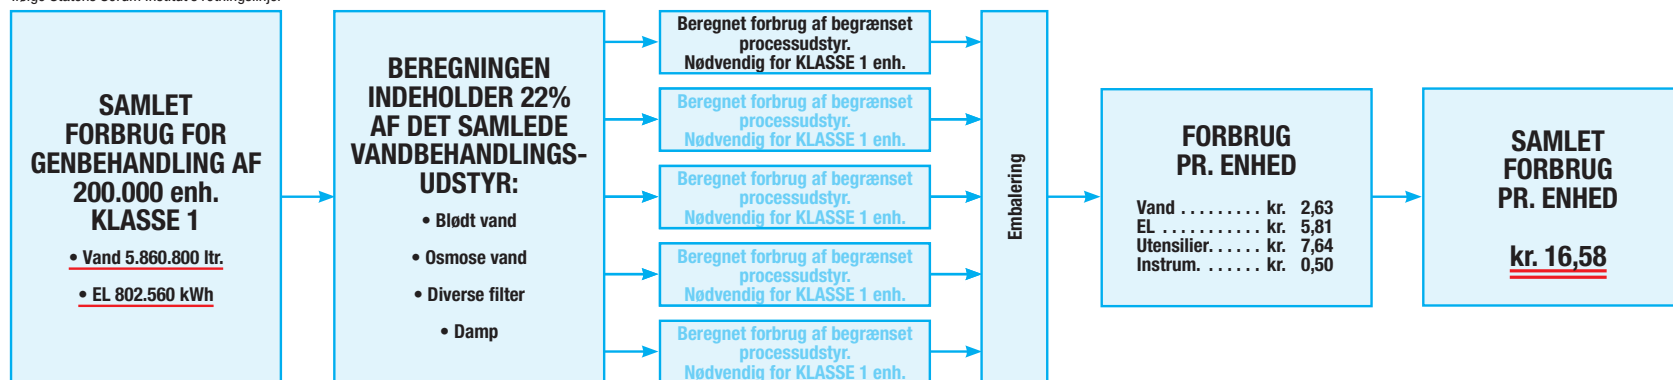 ifølge Statens Serum Institut's retningslinjer
SAMLET
FORBRUG FOR
GENBEHANDLING AF
200.000 enh.
KLASSE 1
• Vand 5.860.800 ltr.
• EL 802.560 kWh
BEREGNINGEN
INDEHOLDER 22%
AF DET SAMLEDE
VANDBEHANDLINGS-
UDSTYR:
• Blødt vand
• Osmose vand
• Diverse filter
• Damp
Beregnet forbrug af begrænset
processudstyr.
Nødvendig for KLASSE 1 enh.
Beregnet forbrug af begrænset
processudstyr.
Nødvendig for KLASSE 1 enh.
Beregnet forbrug af begrænset
processudstyr.
Nødvendig for KLASSE 1 enh.
Beregnet forbrug af begrænset
processudstyr.
Nødvendig for KLASSE 1 enh.
Beregnet forbrug af begrænset
processudstyr.
Nødvendig for KLASSE 1 enh.
Embalering
FORBRUG
PR. ENHED
Vand . . . . . . . . . kr. 2,63
EL . . . . . . . . . . . kr. 5,81
Utensilier. . . . . . kr. 7,64
Instrum. . . . . . . kr. 0,50
SAMLET
FORBRUG
PR. ENHED
kr. 16,58